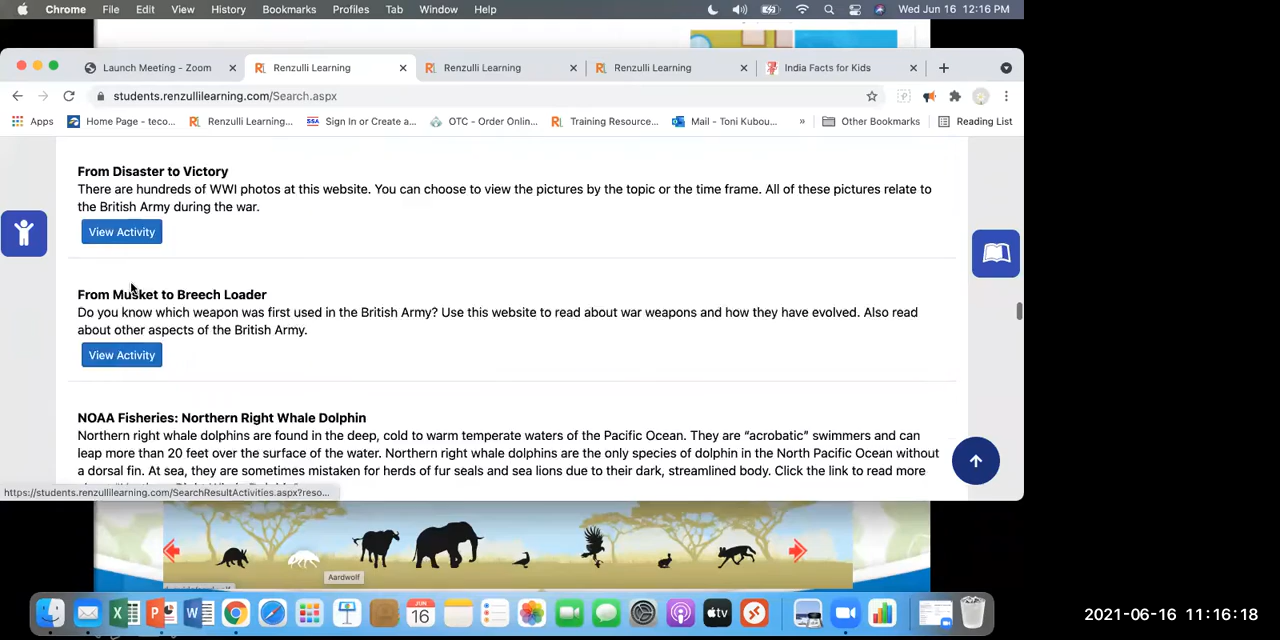 Chrome File Edit View History Bookmarks Profiles Tab Window Help Wed Jun 16 12:16 PM
Launch Meeting - Zoom Renzulli Learning Renzulli Learning Renzulli Learning India Facts for Kids
students.renzullilearning.com/Search.aspx
Apps Home Page - teco... Renzulli Learning... Sign In or Create a... OTC - Order Onlin... Training Resource... Mail - Toni Kubou... » Other Bookmarks Reading List
From Disaster to Victory
There are hundreds of WWI photos at this website. You can choose to view the pictures by the topic or the time frame. All of these pictures relate to
the British Army during the war.
View Activity
From Musket to Breech Loader
Do you know which weapon was first used in the British Army? Use this website to read about war weapons and how they have evolved. Also read
about other aspects of the British Army.
View Activity
NOAA Fisheries: Northern Right Whale Dolphin
Northern right whale dolphins are found in the deep, cold to warm temperate waters of the Pacific Ocean. They are “acrobatic” swimmers and can
leap more than 20 feet over the surface of the water. Northern right whale dolphins are the only species of dolphin in the North Pacific Ocean without
a dorsal fin. At sea, they are sometimes mistaken for herds of fur seals and sea lions due to their dark, streamlined body. Click the link to read more
https://students.renzullilearning.com/SearchResultActivities.aspx?reso...
Aardwolf
JUN
16
tv
2021-06-16 11:16:18